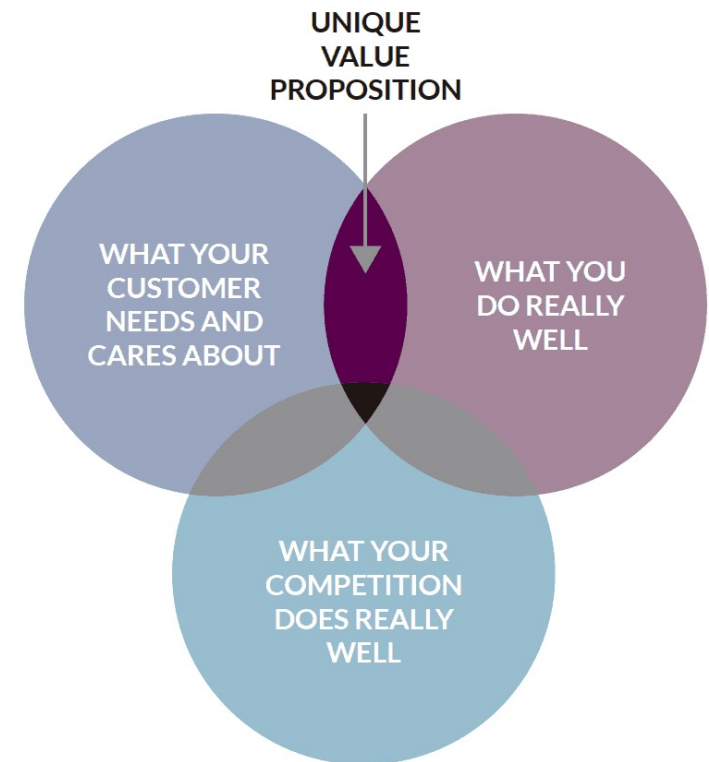 UNIQUE
VALUE
PROPOSITION
WHAT YOUR
CUSTOMER
NEEDS AND
CARES ABOUT
WHAT YOU
DO REALLY
WELL
WHAT YOUR
COMPETITION
DOES REALLY
WELL